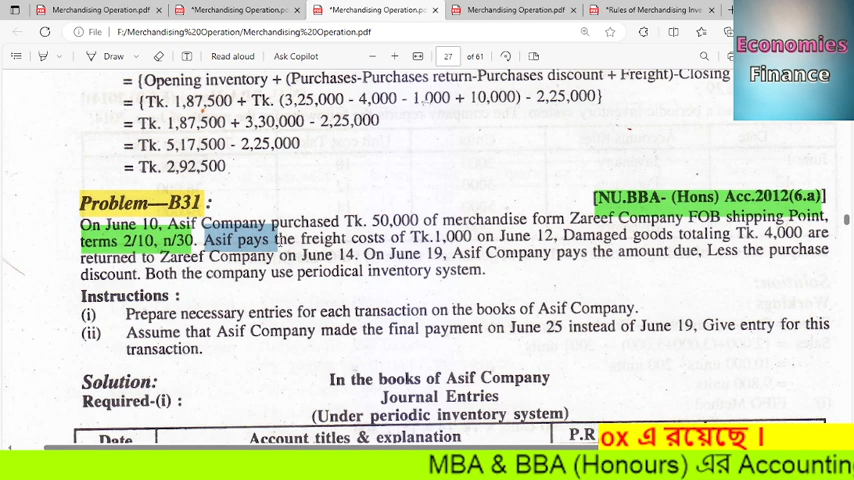 Merchandising Operation.pdf
*Merchandising Operation.pdf
*Merchandising Operation.pdf
Merchandising Operation.pdf
*Rules of Merchandising Inve
File
F:/Merchandising%20Operation/Merchandising%20Operation.pdf
Draw
Read aloud
Ask Copilot
27 of 61
Economies
Finance
= {Opening inventory + (Purchases-Purchases return-Purchases discount + Freight)-Closing
= {Tk. 1,87,500 + Tk. (3,25,000 - 4,000 - 1,000 + 10,000) - 2,25,000}
= Tk. 1,87,500 + 3,30,000 - 2,25,000
= Tk. 5,17,500 - 2,25,000
= Tk. 2,92,500
Problem—B31 :
[NU.BBA- (Hons) Acc.2012(6.a)]
On June 10, Asif Company purchased Tk. 50,000 of merchandise form Zareef Company FOB shipping Point,
terms 2/10, n/30. Asif pays the freight costs of Tk.1,000 on June 12, Damaged goods totaling Tk. 4,000 are
returned to Zareef Company on June 14. On June 19, Asif Company pays the amount due, Less the purchase
discount. Both the company use periodical inventory system.
Instructions :
(i) Prepare necessary entries for each transaction on the books of Asif Company.
(ii) Assume that Asif Company made the final payment on June 25 instead of June 19, Give entry for this
transaction.
Solution:
In the books of Asif Company
Required-(i) :
Journal Entries
(Under periodic inventory system)
Date
Account titles & explanation
P.R
ox এ রয়েছে ।
MBA & BBA (Honours) এর Accountin